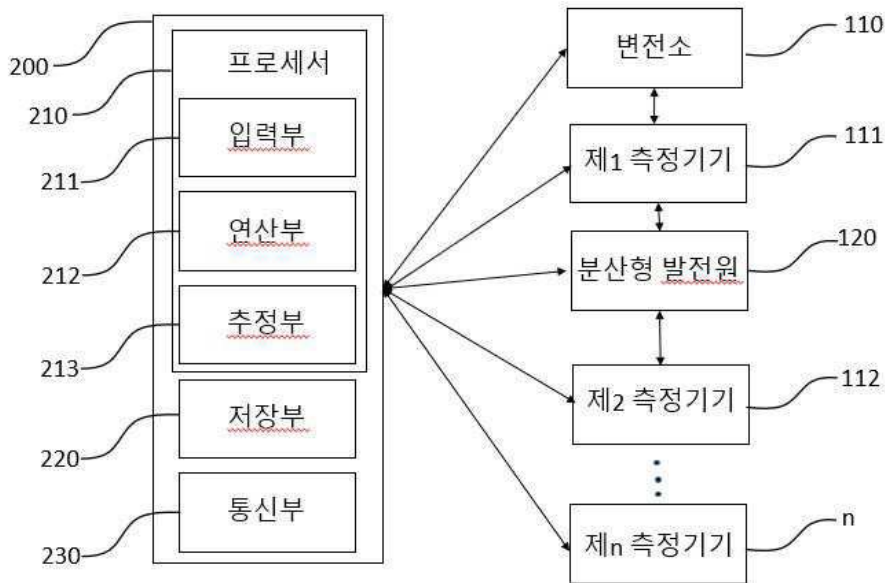 200
210
211
212
213
220
230
프로세서
입력부
연산부
추정부
저장부
통신부
변전소
제1 측정기기
분산형 발전원
제2 측정기기
제n 측정기기
110
111
120
112
n